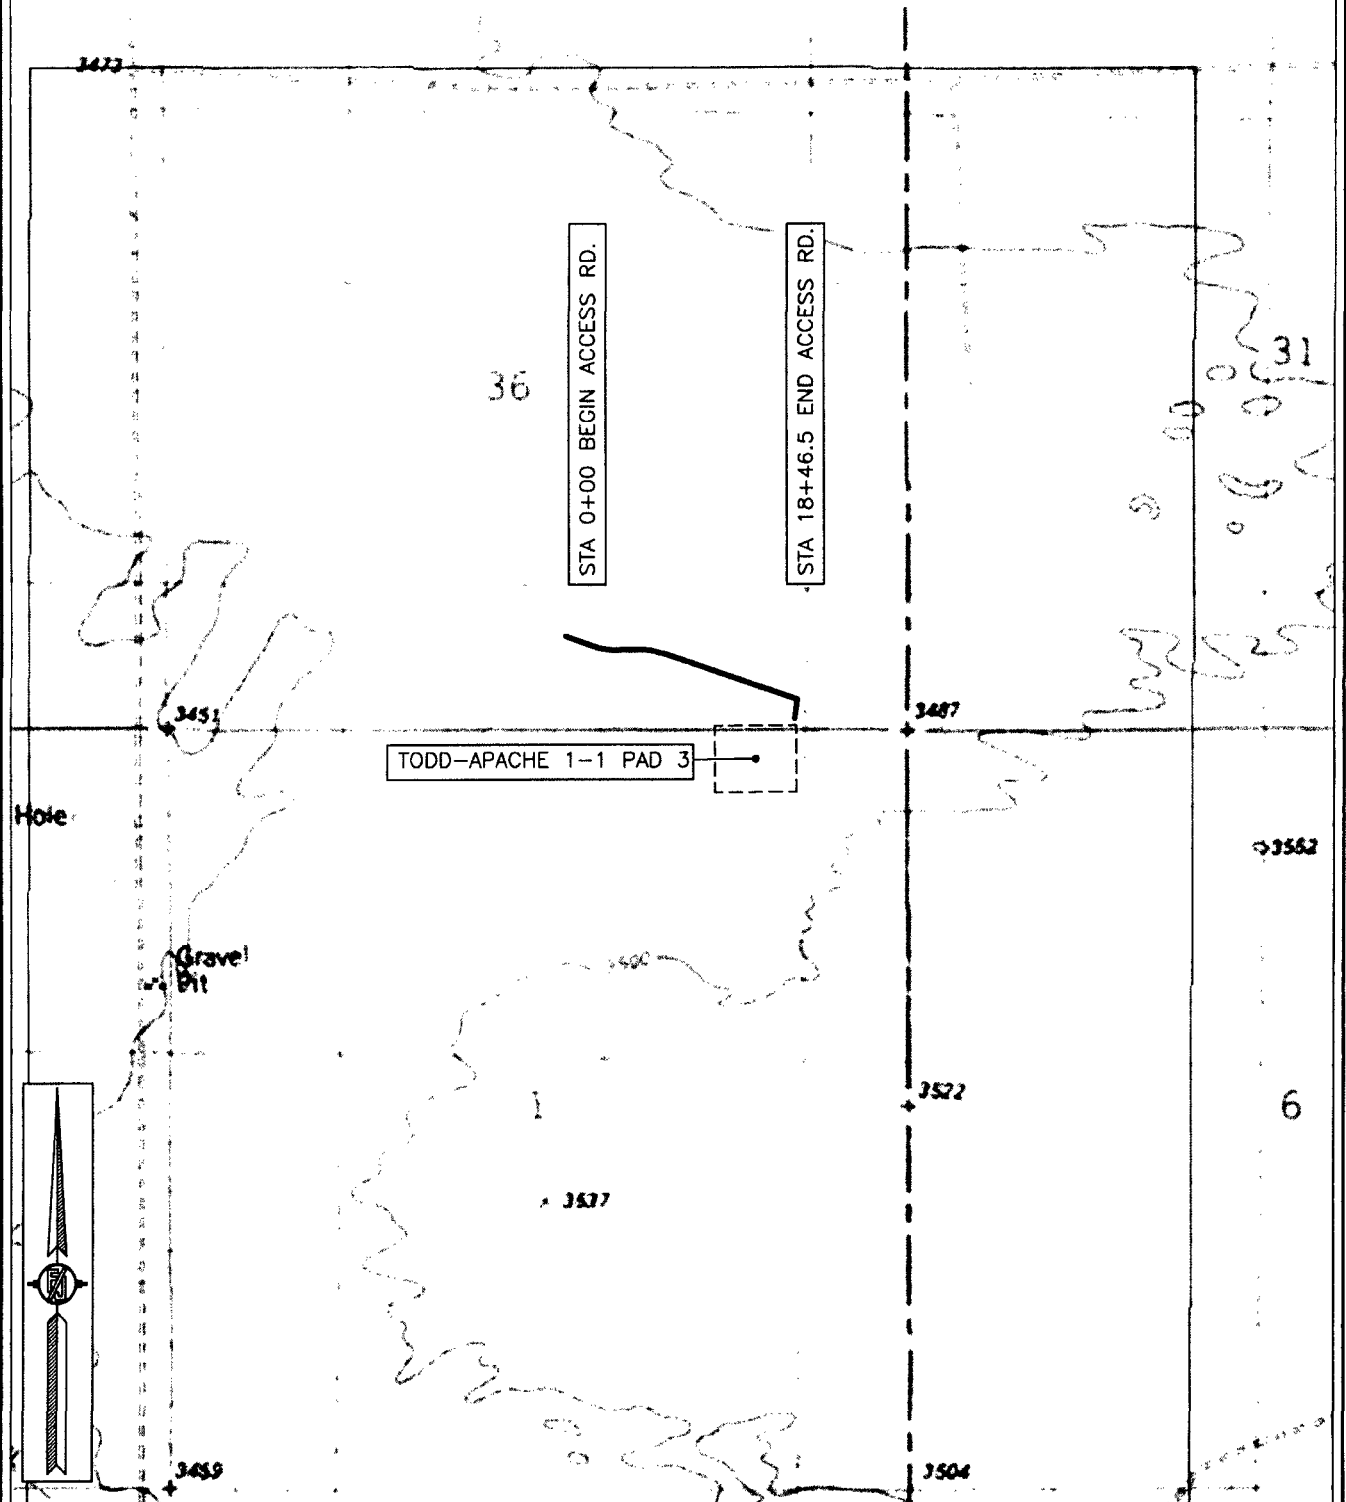 3473
STA 0+00 BEGIN ACCESS RD.
STA 18+46.5 END ACCESS RD.
36
31
3451
3487
TODD-APACHE 1-1 PAD 3
Hole
3552
Gravel
Pit
3522
1
6
3537
3459
3504